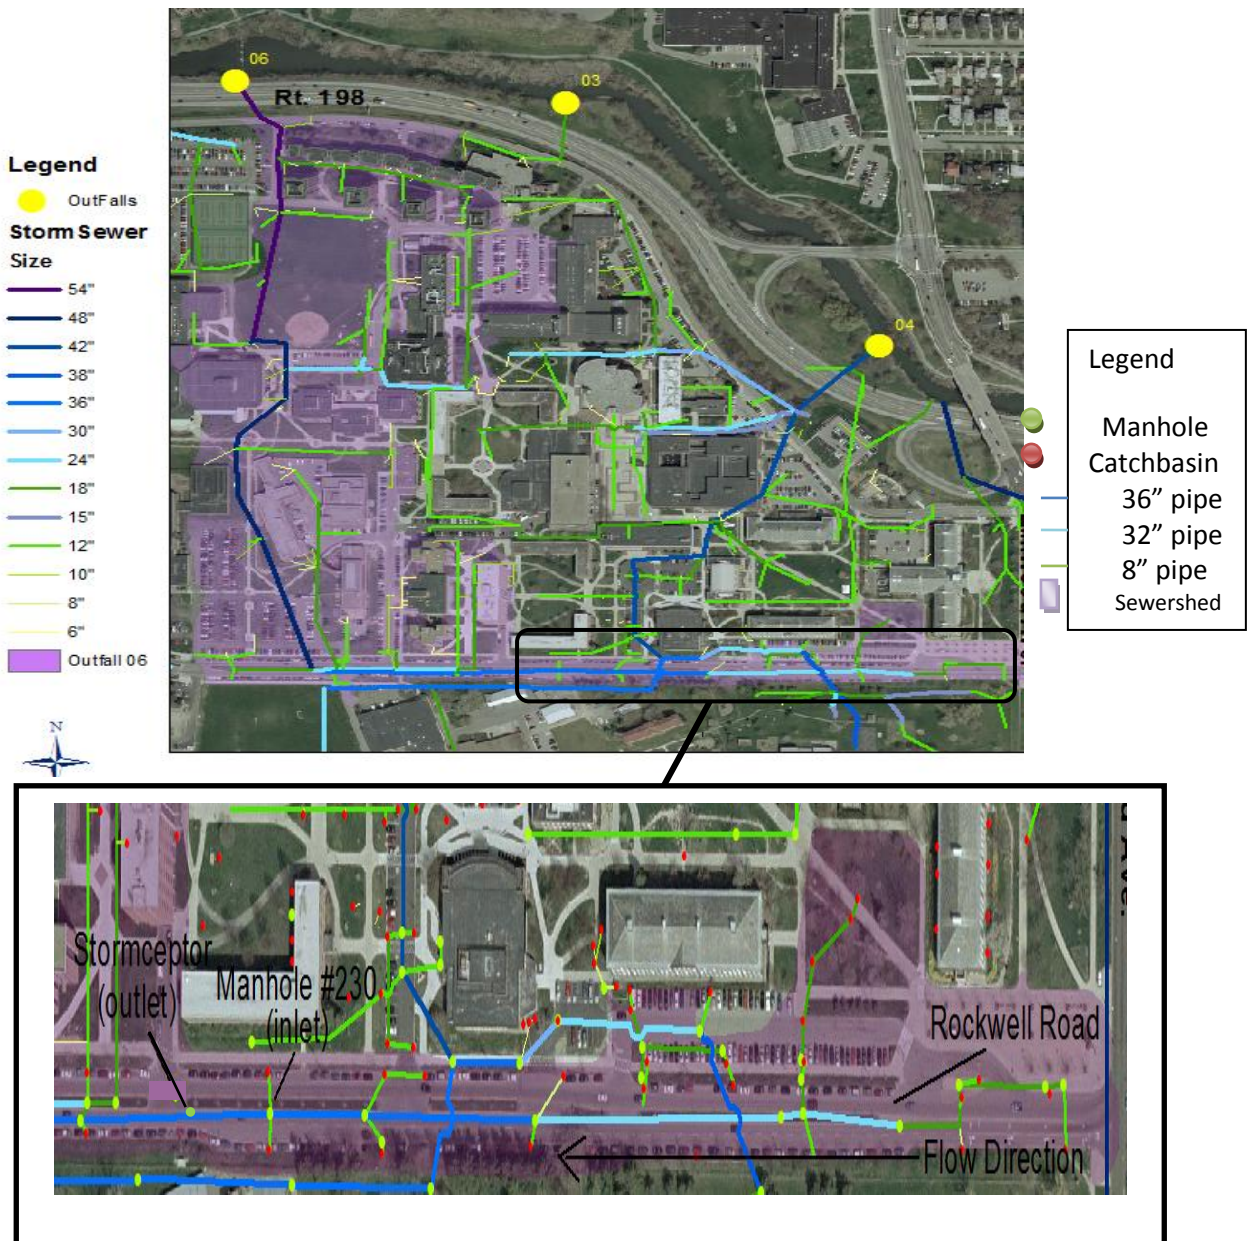 06
03
Rt. 198
04
Legend
OutFalls
Storm Sewer
Size
54"
48"
42"
38"
36"
30"
24"
18"
15"
12"
10"
8"
6"
Outfall 06
N
Legend
Manhole
Catchbasin
36” pipe
32” pipe
8” pipe
Sewershed
Stormceptor
(outlet)
Manhole #230
(inlet)
Rockwell Road
Flow Direction
Ave.